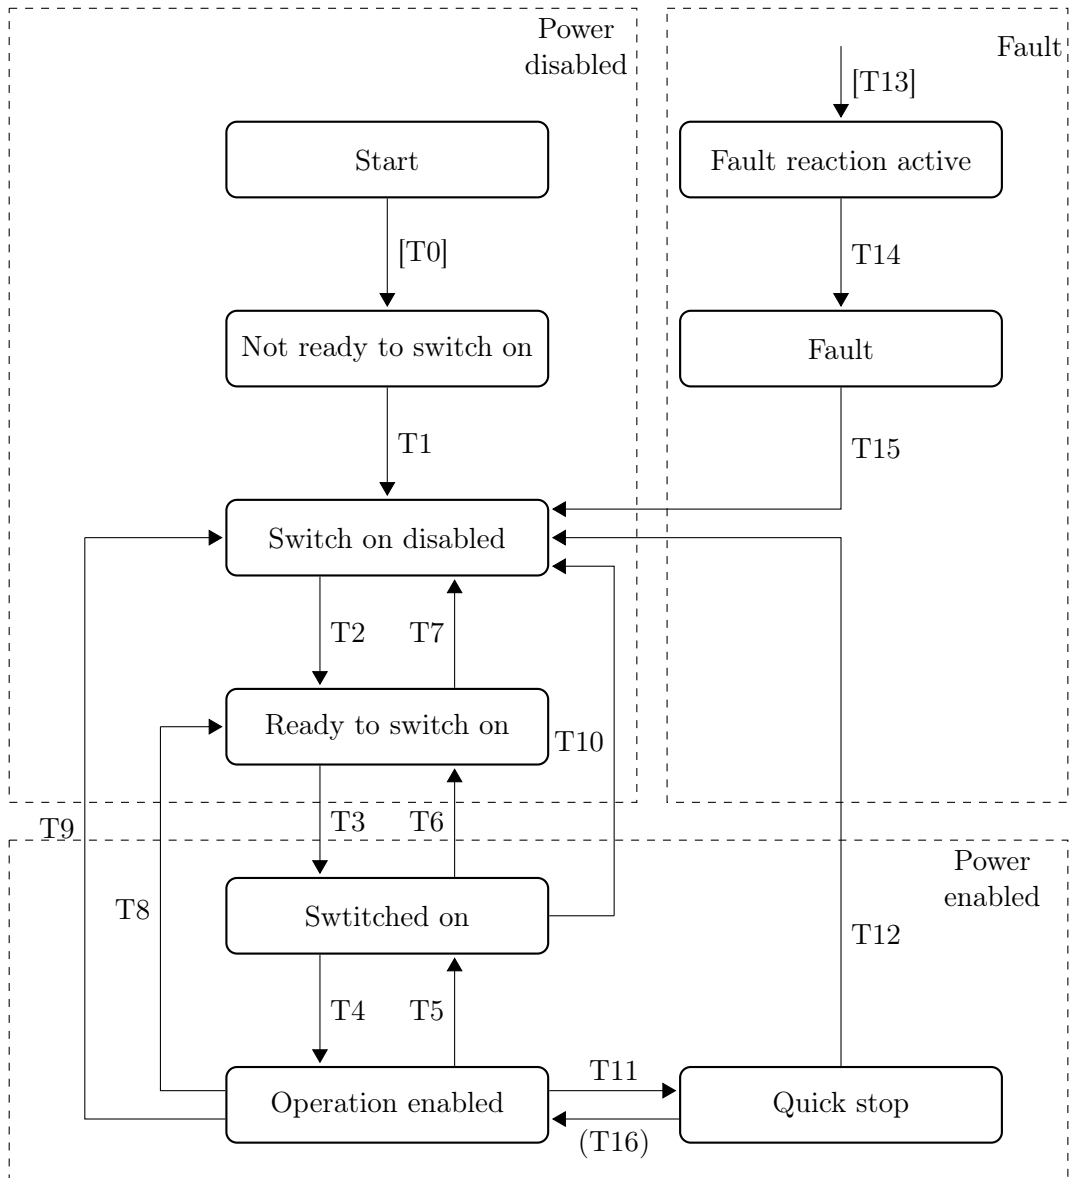 Power
disabled
Fault
[T13]
Start
Fault reaction active
[T0]
T14
Not ready to switch on
Fault
T1
T15
Switch on disabled
T2
T7
Ready to switch on
T10
T3
T6
T9
Power
enabled
T8
Swtitched on
T12
T4
T5
T11
Operation enabled
Quick stop
(T16)